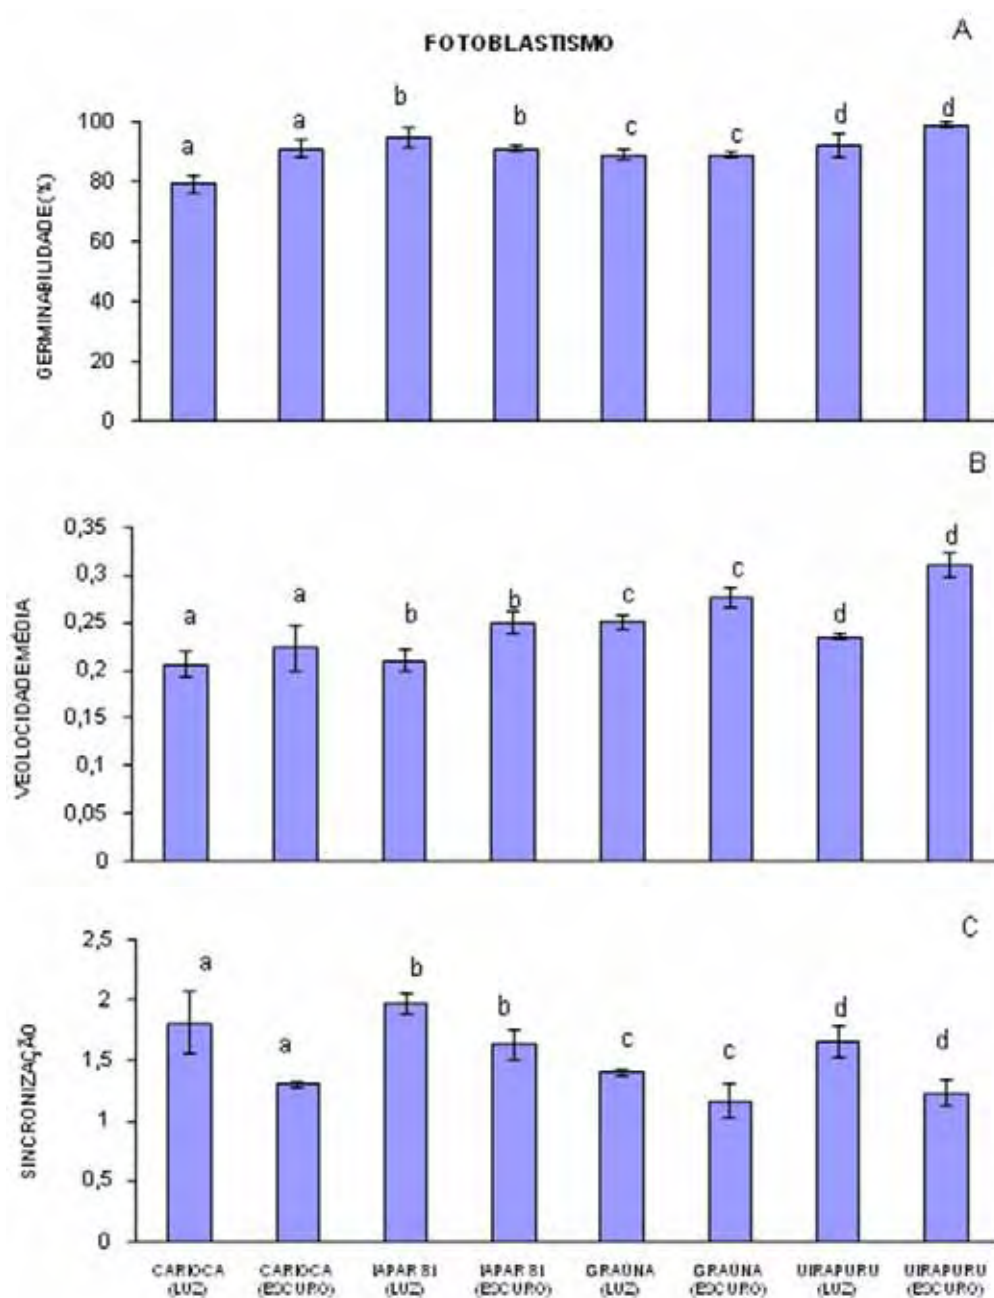 A
FOTOBLASTISMO
a a b b c c d d
100
80
60
40
20
0
GERMINABILIDADE(%)
B
0,35
0,3
0,25
0,2
0,15
0,1
0,05
0
VEOLOCIDADE MÉDIA
a a b b c c d d
C
2,5
2
1,5
1
0,5
0
SINCRONIZAÇÃO
a a b b c c d d
CARIOCA (LUZ)
CARIOCA (ESCURO)
IAPAR 81 (LUZ)
IAPAR 81 (ESCURO)
GRAÚNA (LUZ)
GRAÚNA (ESCURO)
UIRAPURU (LUZ)
UIRAPURU (ESCURO)